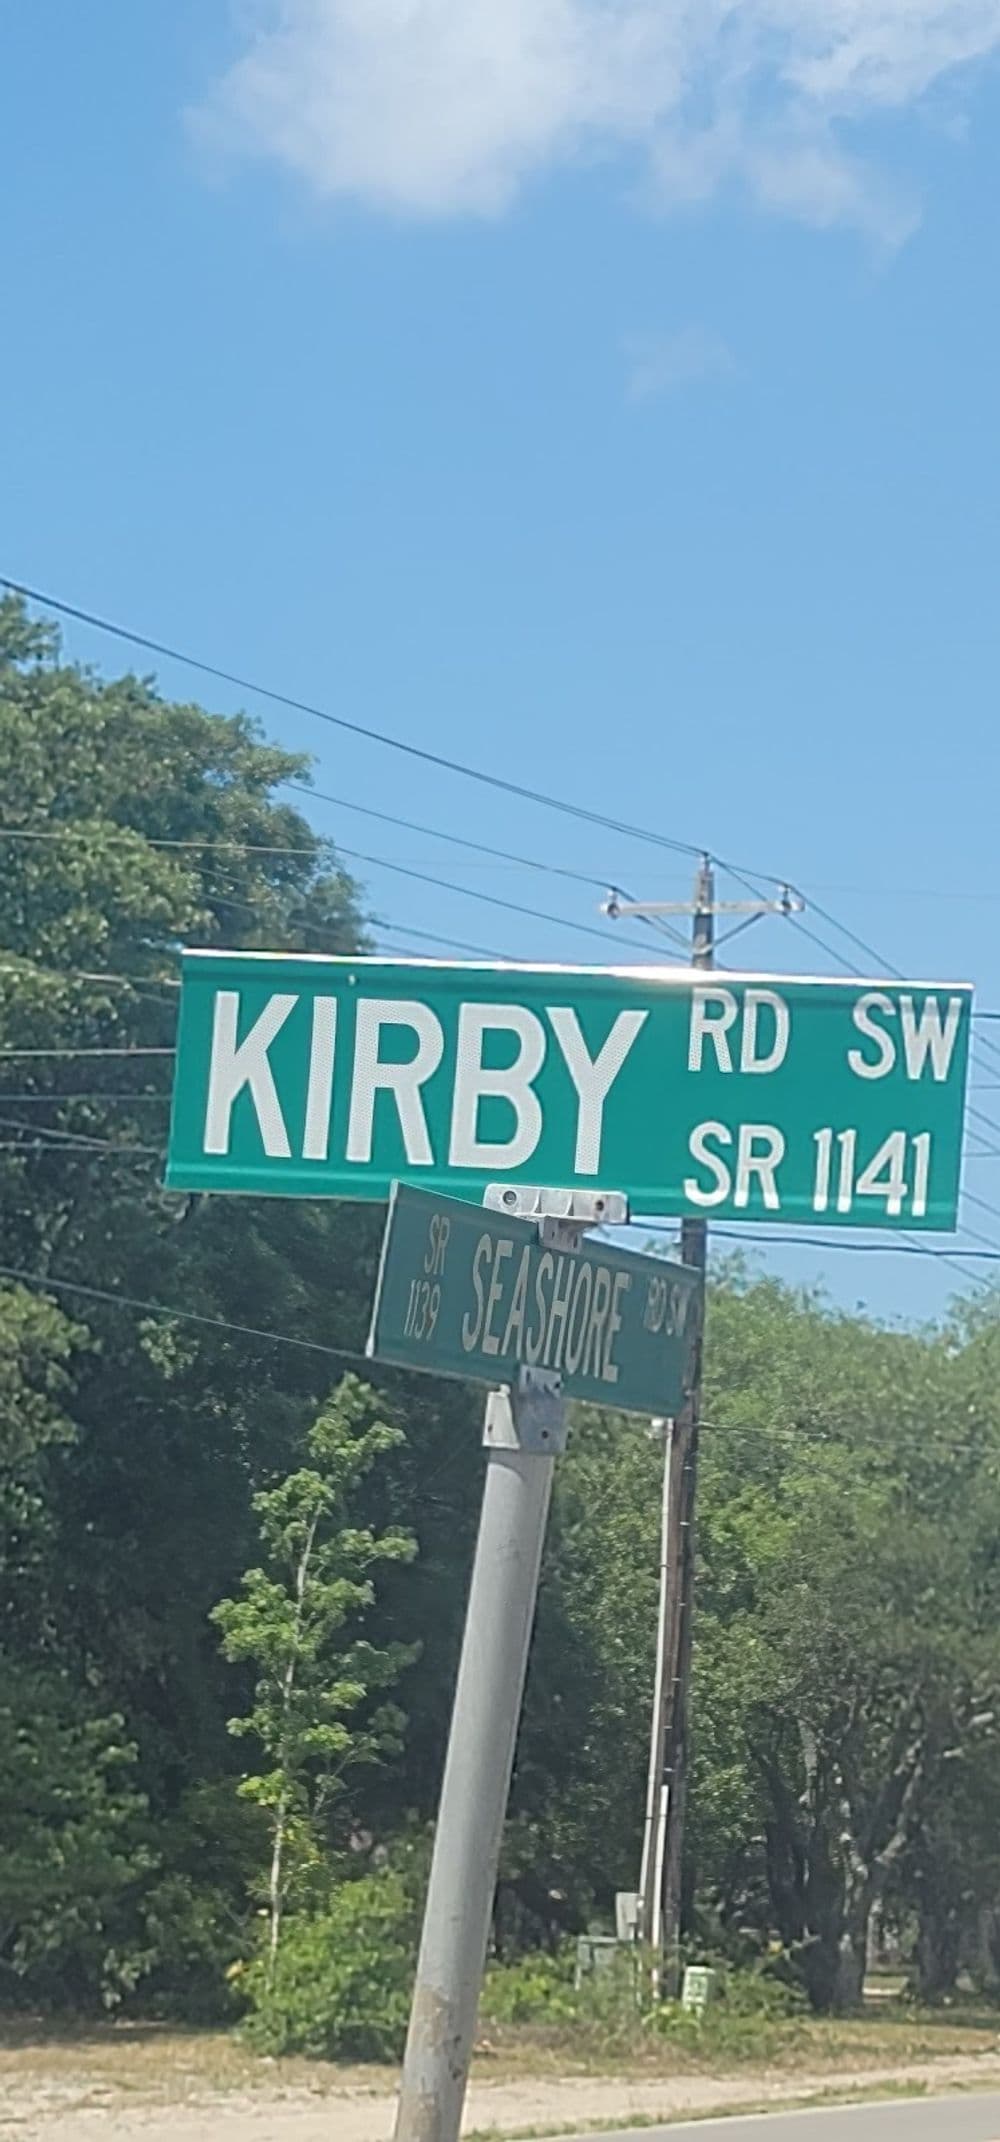 KIRBY RD SW
SR 1141
SR
1139
SEASHORE RD SW